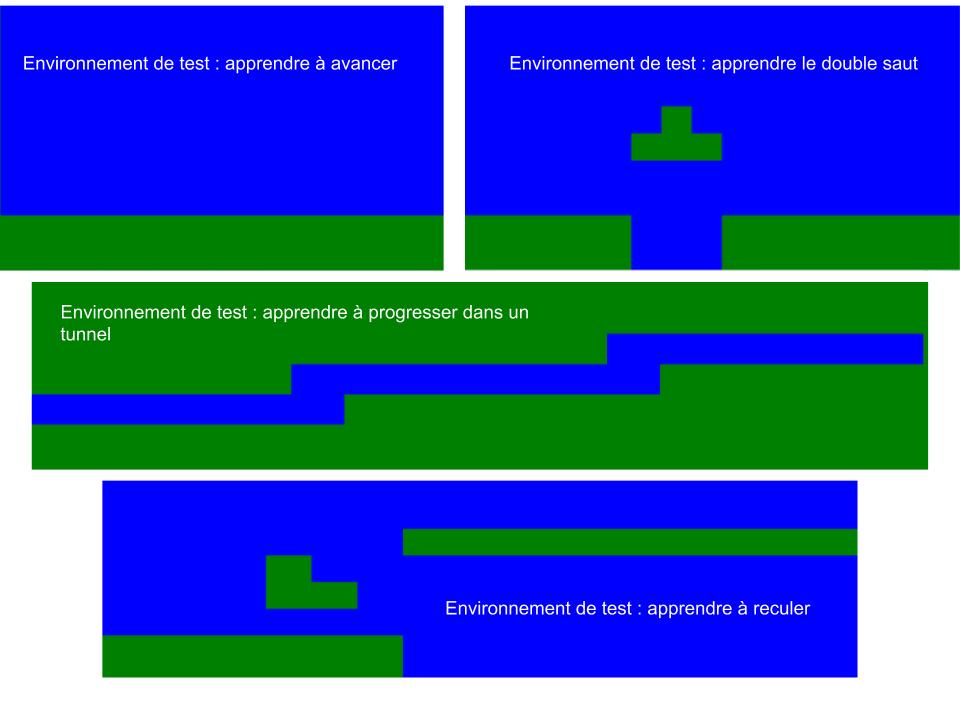 Environnement de test : apprendre à avancer
Environnement de test : apprendre le double saut
Environnement de test : apprendre à progresser dans un
tunnel
Environnement de test : apprendre à reculer